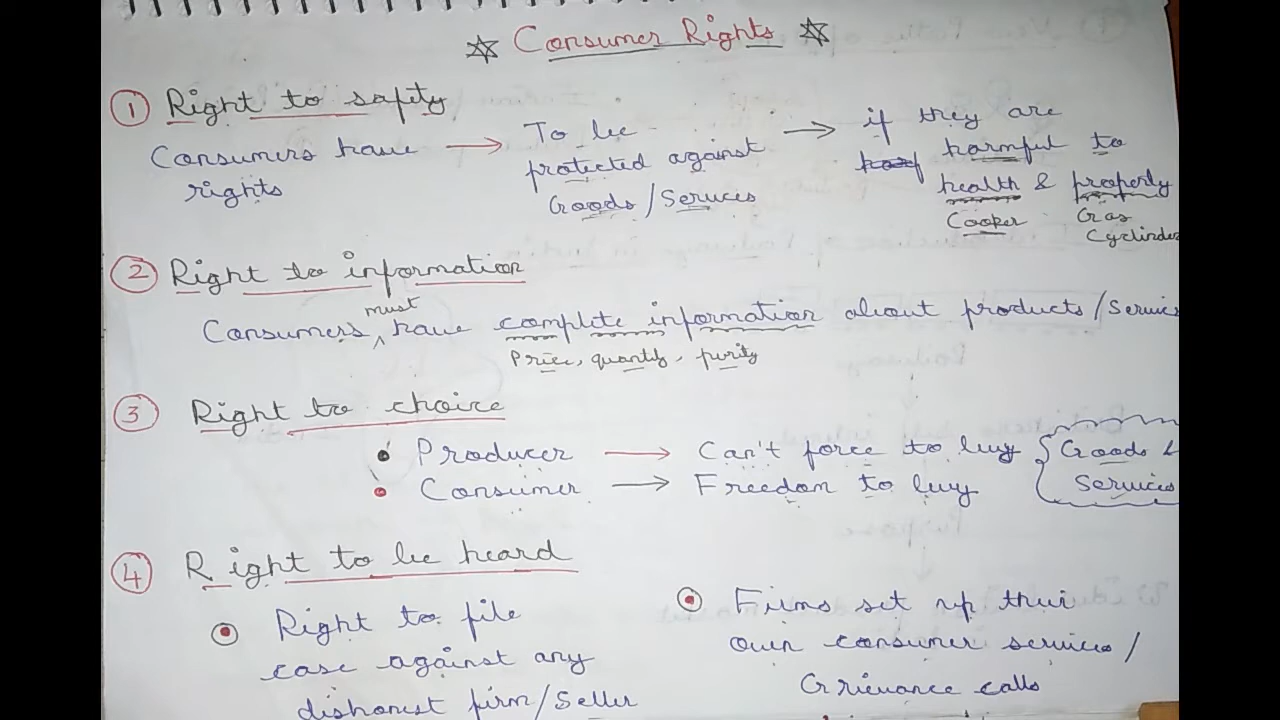 ☆ Consumer Rights ☆
① Right to safety
Consumers have → To be → if they are
rights protected against harmful to
Goods / Services health & property
Cooker Gas
Cyclinder
② Right to information
must
Consumers ^ have complete information about products / Services
Price, quantity, purity
③ Right to choice
• Producer → Can't force to buy { Goods &
• Consumer → Freedom to buy Services
④ Right to be heard
Right to file
case against any
dishonest firm / Seller
Firms set up their
own consumer services /
Grievance calls